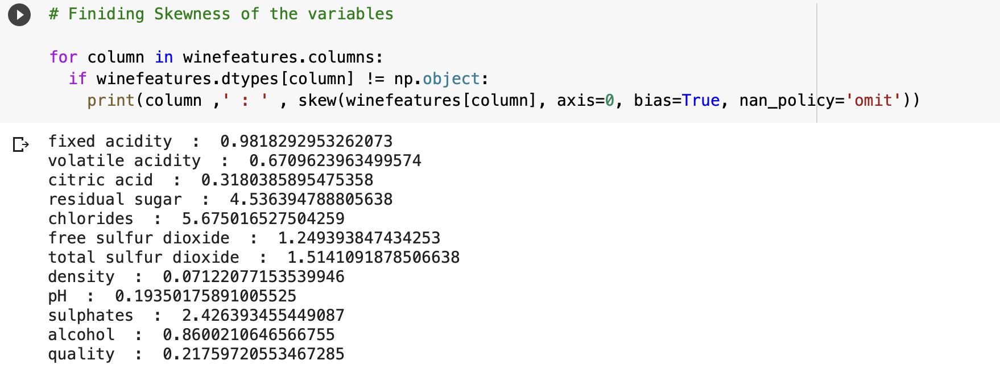 # Finiding Skewness of the variables
for column in winefeatures.columns:
  if winefeatures.dtypes[column] != np.object:
    print(column ,' : ' , skew(winefeatures[column], axis=0, bias=True, nan_policy='omit'))
fixed acidity  :  0.9818292953262073
volatile acidity  :  0.6709623963499574
citric acid  :  0.3180385895475358
residual sugar  :  4.536394788805638
chlorides  :  5.675016527504259
free sulfur dioxide  :  1.249393847434253
total sulfur dioxide  :  1.5141091878506638
density  :  0.07122077153539946
pH  :  0.19350175891005525
sulphates  :  2.426393455449087
alcohol  :  0.8600210646566755
quality  :  0.21759720553467285